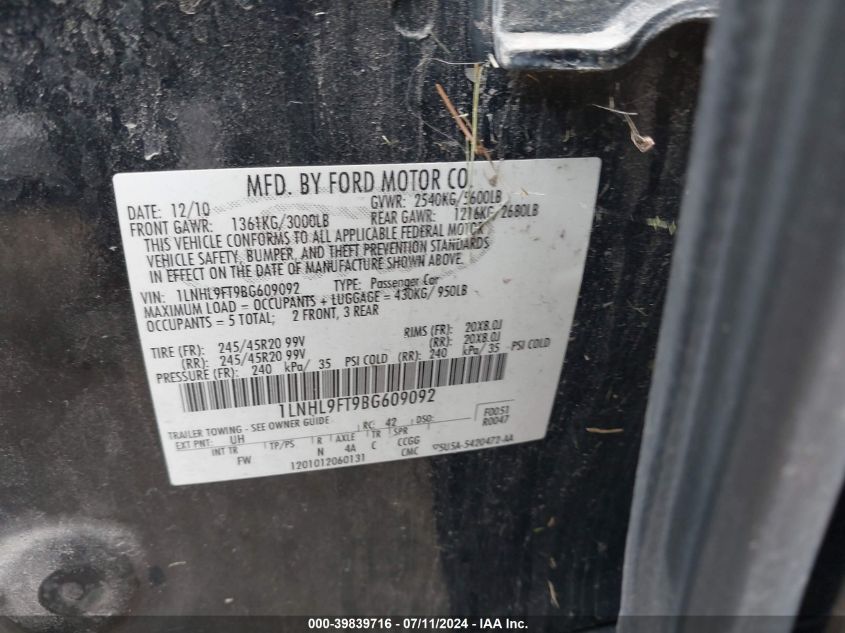 MFD. BY FORD MOTOR CO
DATE: 12/10 GVWR: 2540KG/5600LB
FRONT GAWR: 1361KG/3000LB REAR GAWR: 1216KG/2680LB
THIS VEHICLE CONFORMS TO ALL APPLICABLE FEDERAL MOTOR
VEHICLE SAFETY, BUMPER, AND THEFT PREVENTION STANDARDS
IN EFFECT ON THE DATE OF MANUFACTURE SHOWN ABOVE.
VIN: 1LNHL9FT9BG609092 TYPE: Passenger Car
MAXIMUM LOAD = OCCUPANTS + LUGGAGE = 430KG/ 950LB
OCCUPANTS = 5 TOTAL; 2 FRONT, 3 REAR
TIRE (FR): 245/45R20 99V RIMS (FR): 20X8.0J
(RR): 245/45R20 99V (RR): 20X8.0J
PRESSURE (FR): 240 kPa/ 35 PSI COLD (RR): 240 kPa/ 35 PSI COLD
1LNHL9FT9BG609092
TRAILER TOWING - SEE OWNER GUIDE RC: 42 DSO: F0051
EXT PNT: UH R AXLE TR SPR R0047
INT TR TP/PS N 4A C CCGG
FW CMC 5U5A-5420472-AA
1201012060131
000-39839716 - 07/11/2024 - IAA, Inc.